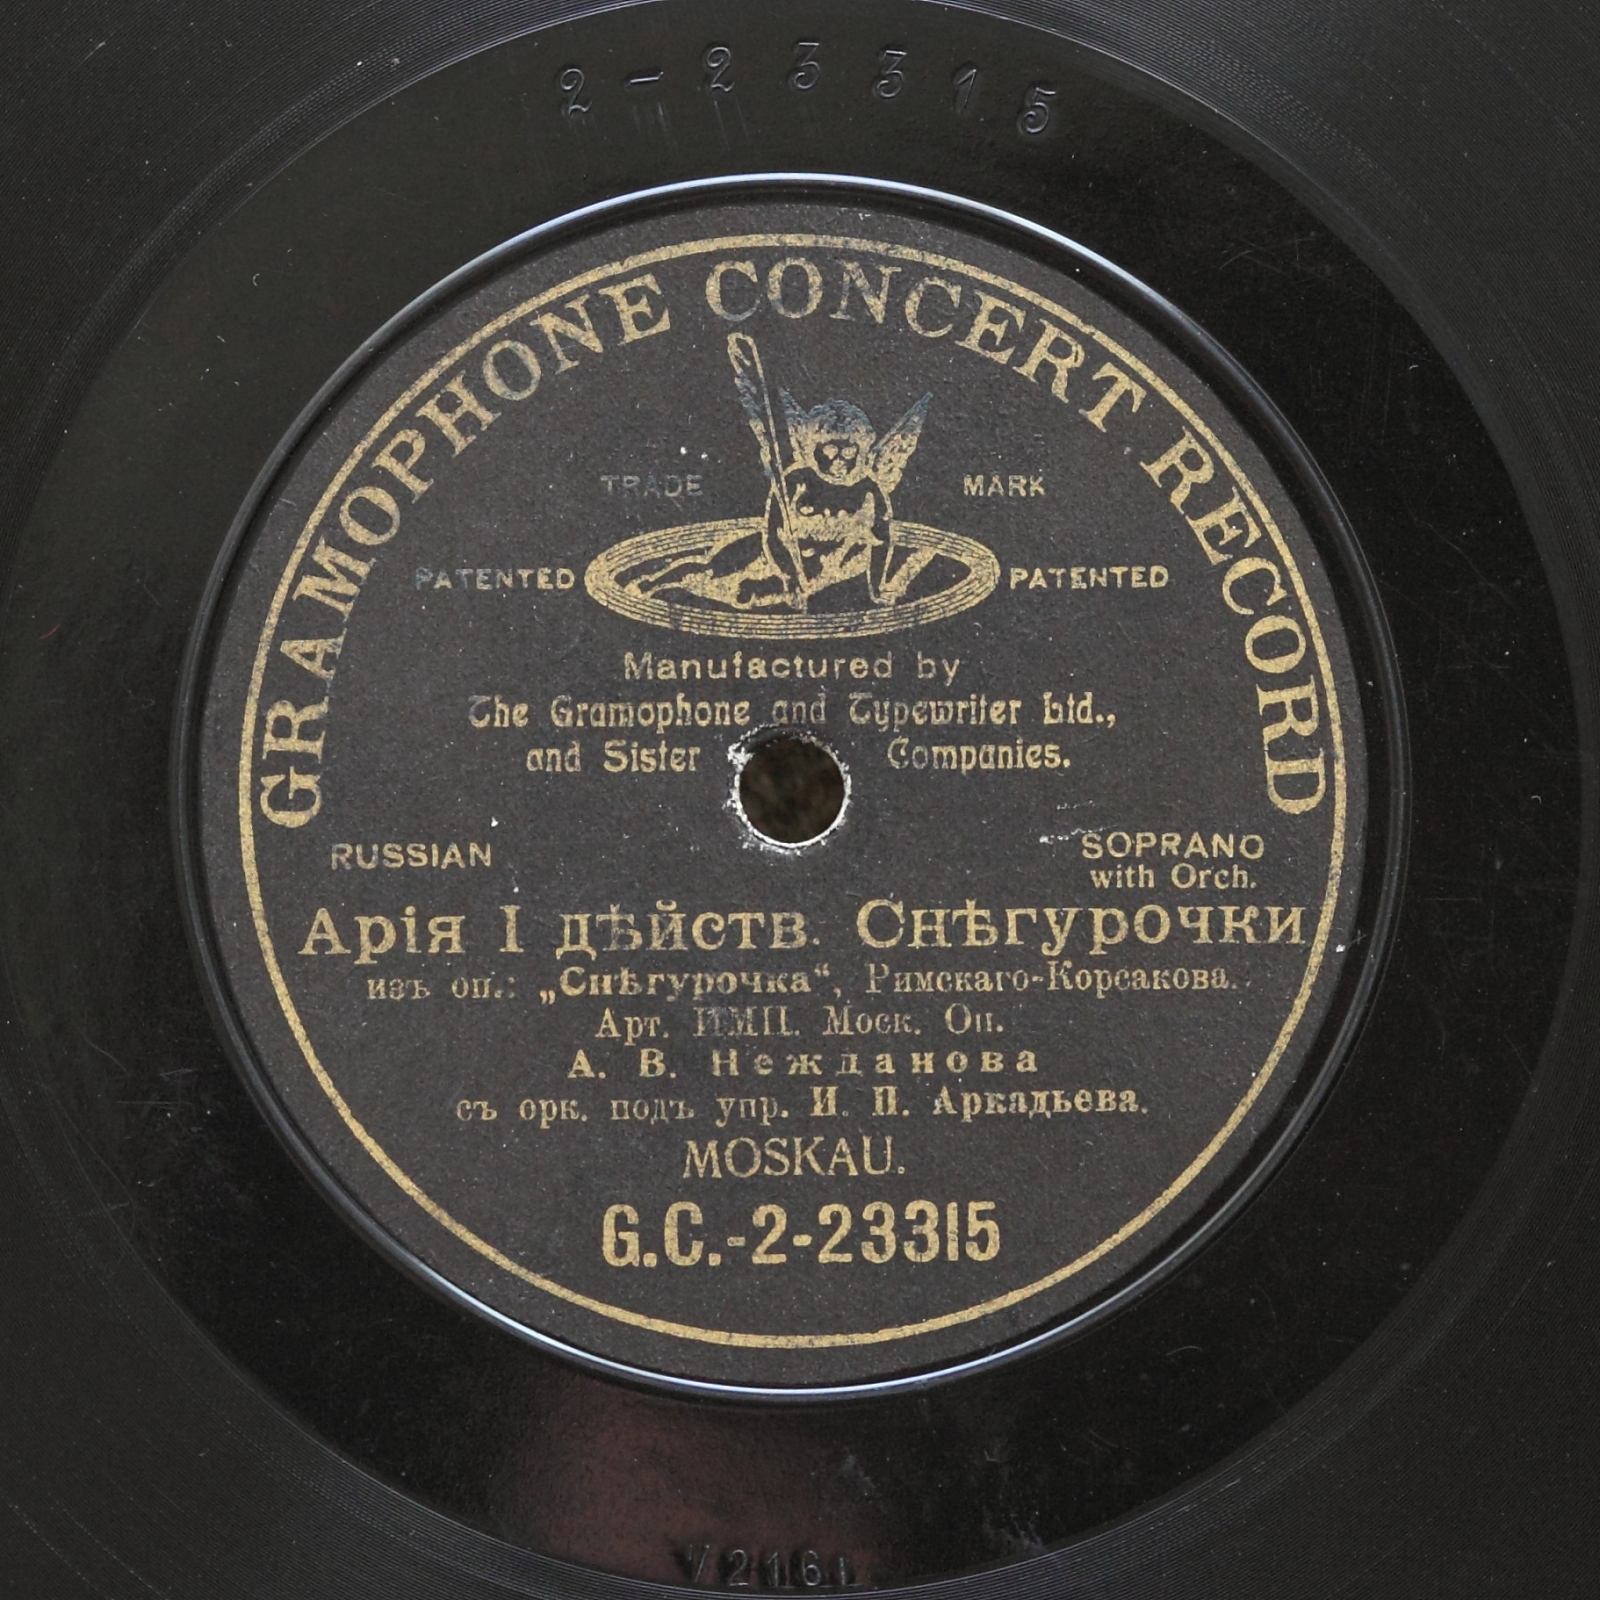 2-23315
GRAMOPHONE CONCERT RECORD
TRADE MARK
PATENTED PATENTED
Manufactured by
The Gramophone and Typewriter Ltd.,
and Sister Companies.
RUSSIAN
SOPRANO
with Orch.
Арія I дѣйств. Снѣгурочки
изъ оп.: „Снѣгурочка“, Римскаго-Корсакова.
Арт. ИМП. Моск. Оп.
А. В. Нежданова
съ орк. подъ упр. И. П. Аркадьева.
MOSKAU.
G.C.-2-23315